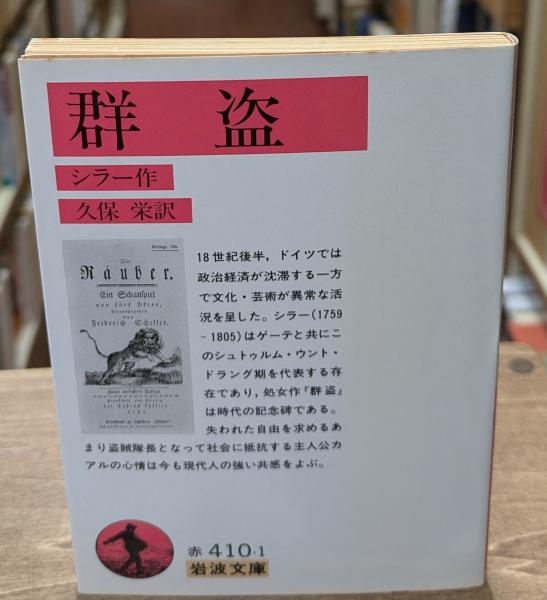 群 盗
シラー作
久保 栄訳
Der
Räuber.
Ein Schauspiel
von fünf Akten,
herausgegeben
von
Friderich Schiller.
18世紀後半，ドイツでは
政治経済が沈滞する一方
で文化・芸術が異常な活
況を呈した。シラー(1759
-1805)はゲーテと共にこ
のシュトゥルム・ウント・
ドラング期を代表する存
在であり，処女作『群盗』
は時代の記念碑である。
失われた自由を求めるあ
まり盗賊隊長となって社会に抵抗する主人公カ
アルの心情は今も現代人の強い共感をよぶ。
赤 410-1
岩波文庫